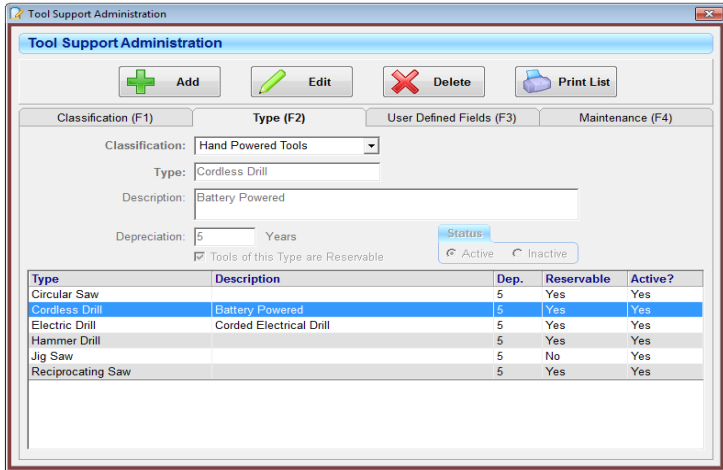 Tool Support Administration
Tool Support Administration
Add Edit Delete Print List
Classification (F1) Type (F2) User Defined Fields (F3) Maintenance (F4)
Classification: Hand Powered Tools
Type: Cordless Drill
Description: Battery Powered
Depreciation: 5 Years
Status
Tools of this Type are Reservable
Active Inactive
Type Description Dep. Reservable Active?
Circular Saw 5 Yes Yes
Cordless Drill Battery Powered 5 Yes Yes
Electric Drill Corded Electrical Drill 5 Yes Yes
Hammer Drill 5 Yes Yes
Jig Saw 5 No Yes
Reciprocating Saw 5 Yes Yes